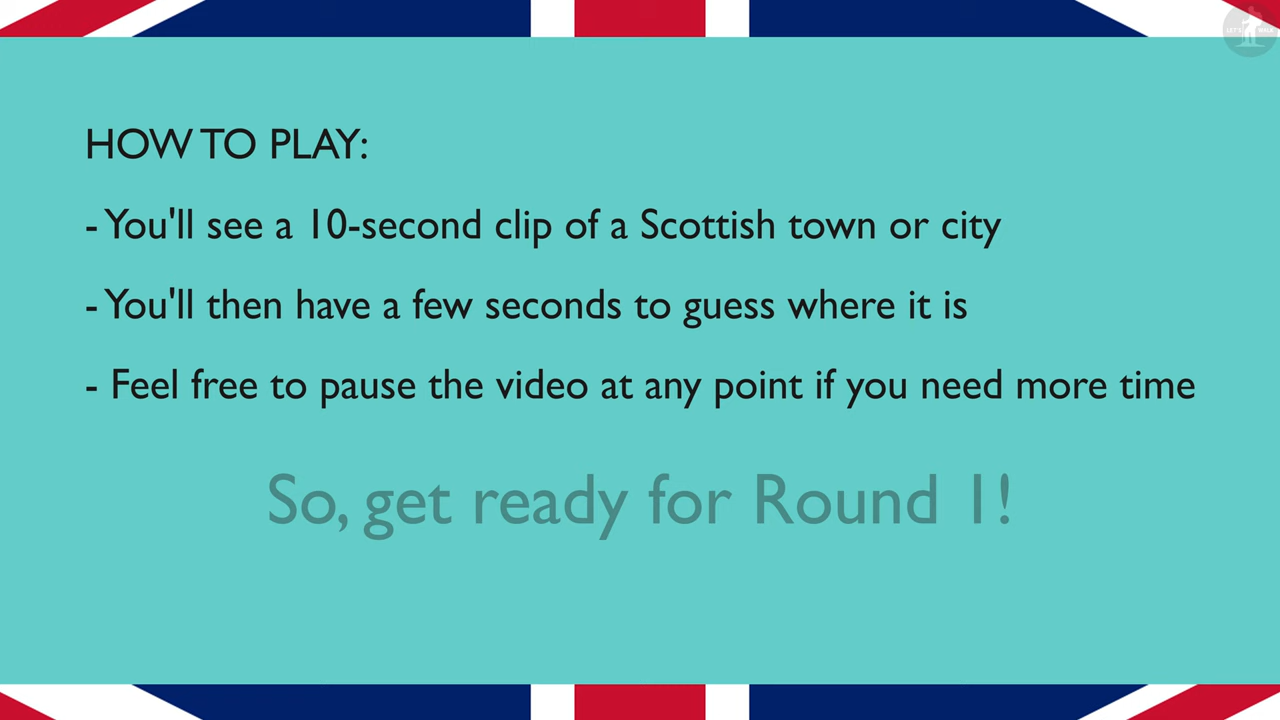 LET'S WALK
HOW TO PLAY:
- You'll see a 10-second clip of a Scottish town or city
- You'll then have a few seconds to guess where it is
- Feel free to pause the video at any point if you need more time
So, get ready for Round 1!